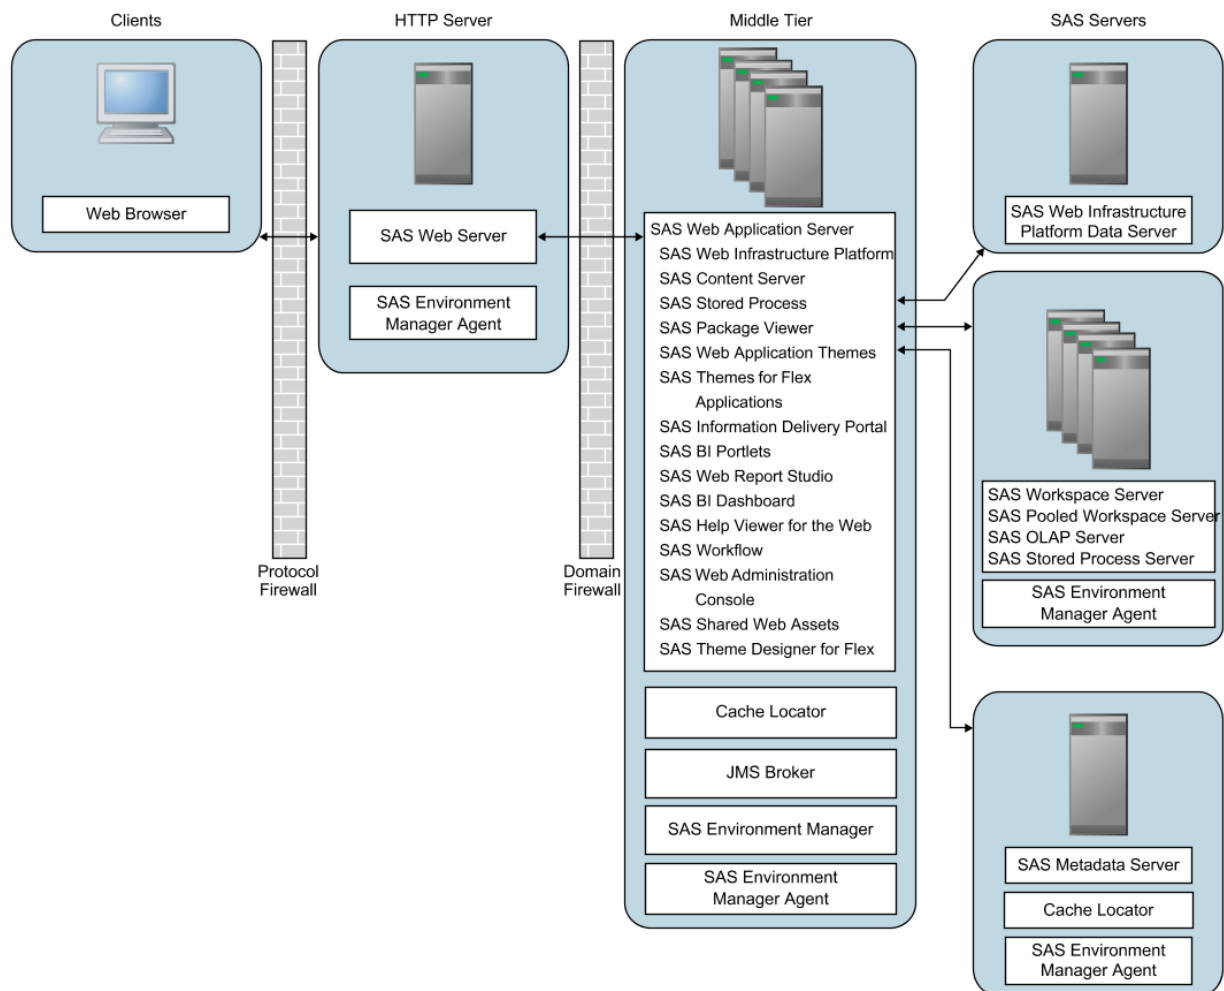 Clients
HTTP Server
Middle Tier
SAS Servers
Web Browser
Protocol
Firewall
SAS Web Server
SAS Environment
Manager Agent
Domain
Firewall
SAS Web Application Server
SAS Web Infrastructure Platform
SAS Content Server
SAS Stored Process
SAS Package Viewer
SAS Web Application Themes
SAS Themes for Flex
Applications
SAS Information Delivery Portal
SAS BI Portlets
SAS Web Report Studio
SAS BI Dashboard
SAS Help Viewer for the Web
SAS Workflow
SAS Web Administration
Console
SAS Shared Web Assets
SAS Theme Designer for Flex
Cache Locator
JMS Broker
SAS Environment Manager
SAS Environment
Manager Agent
SAS Web Infrastructure
Platform Data Server
SAS Workspace Server
SAS Pooled Workspace Server
SAS OLAP Server
SAS Stored Process Server
SAS Environment
Manager Agent
SAS Metadata Server
Cache Locator
SAS Environment
Manager Agent